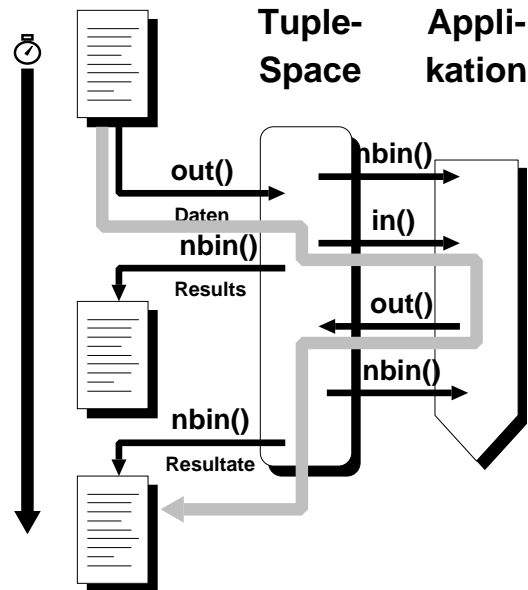 Tuple-
Space
Appli-
kation
nbin()
out()
Daten
in()
nbin()
Results
out()
nbin()
nbin()
Resultate